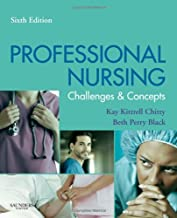 Sixth Edition
PROFESSIONAL
NURSING
Challenges & Concepts
Kay Kittrell Chitty
Beth Perry Black
SAUNDERS